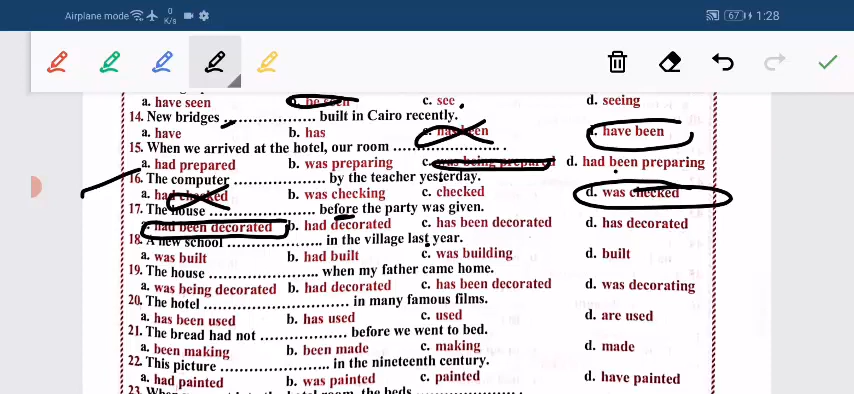 Airplane mode 0 K/s 67 1:28
a. have seen b. be seen c. see d. seeing
14. New bridges .................. built in Cairo recently.
a. have b. has c. has been d. have been
15. When we arrived at the hotel, our room ......................
a. had prepared b. was preparing c. was being prepared d. had been preparing
16. The computer .................. by the teacher yesterday.
a. had checked b. was checking c. checked d. was checked
17. The house ..................... before the party was given.
a. had been decorated b. had decorated c. has been decorated d. has decorated
18. A new school .................... in the village last year.
a. was built b. had built c. was building d. built
19. The house ..................... when my father came home.
a. was being decorated b. had decorated c. has been decorated d. was decorating
20. The hotel ............................ in many famous films.
a. has been used b. has used c. used d. are used
21. The bread had not ................. before we went to bed.
a. been making b. been made c. making d. made
22. This picture ..................... in the nineteenth century.
a. had painted b. was painted c. painted d. have painted